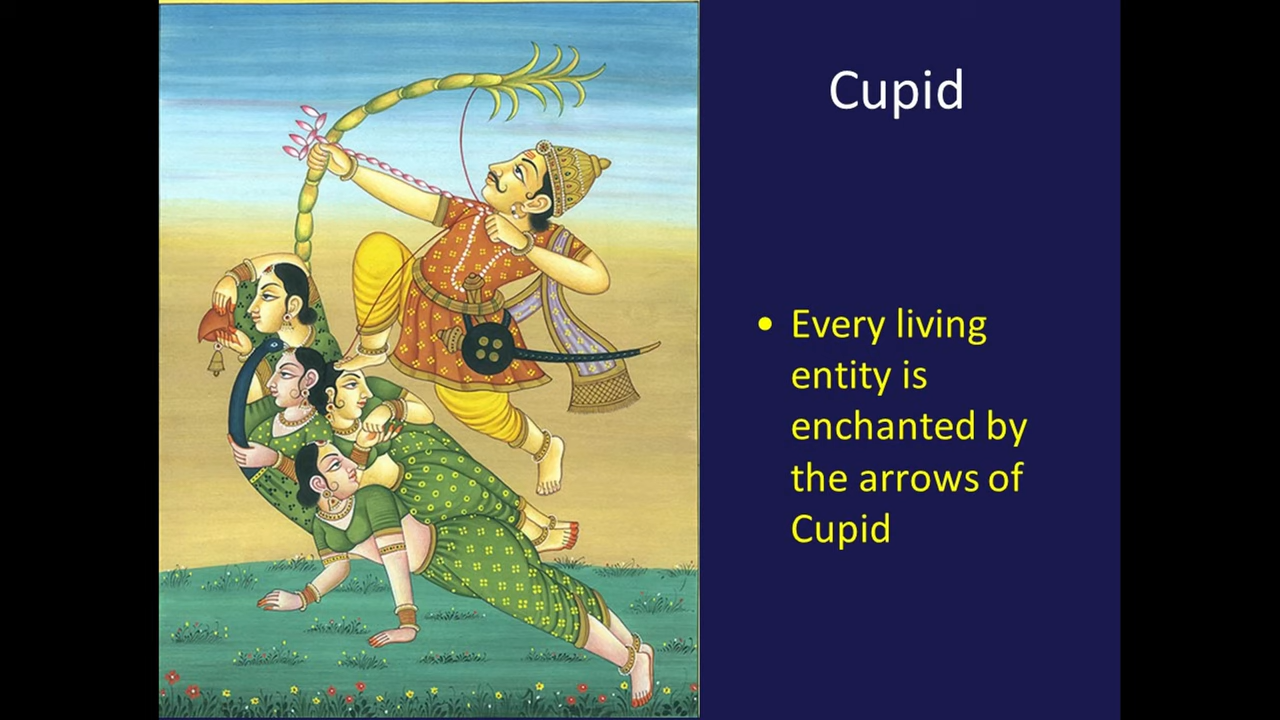 Cupid
• Every living
entity is
enchanted by
the arrows of
Cupid